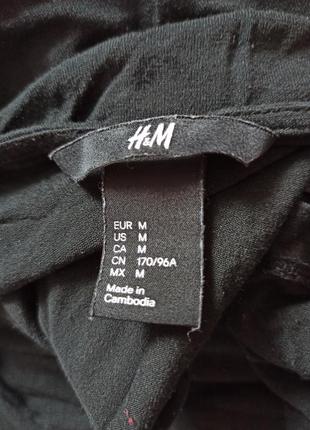 H&M
EUR M
US M
CA M
CN 170/96A
MX M
Made in
Cambodia